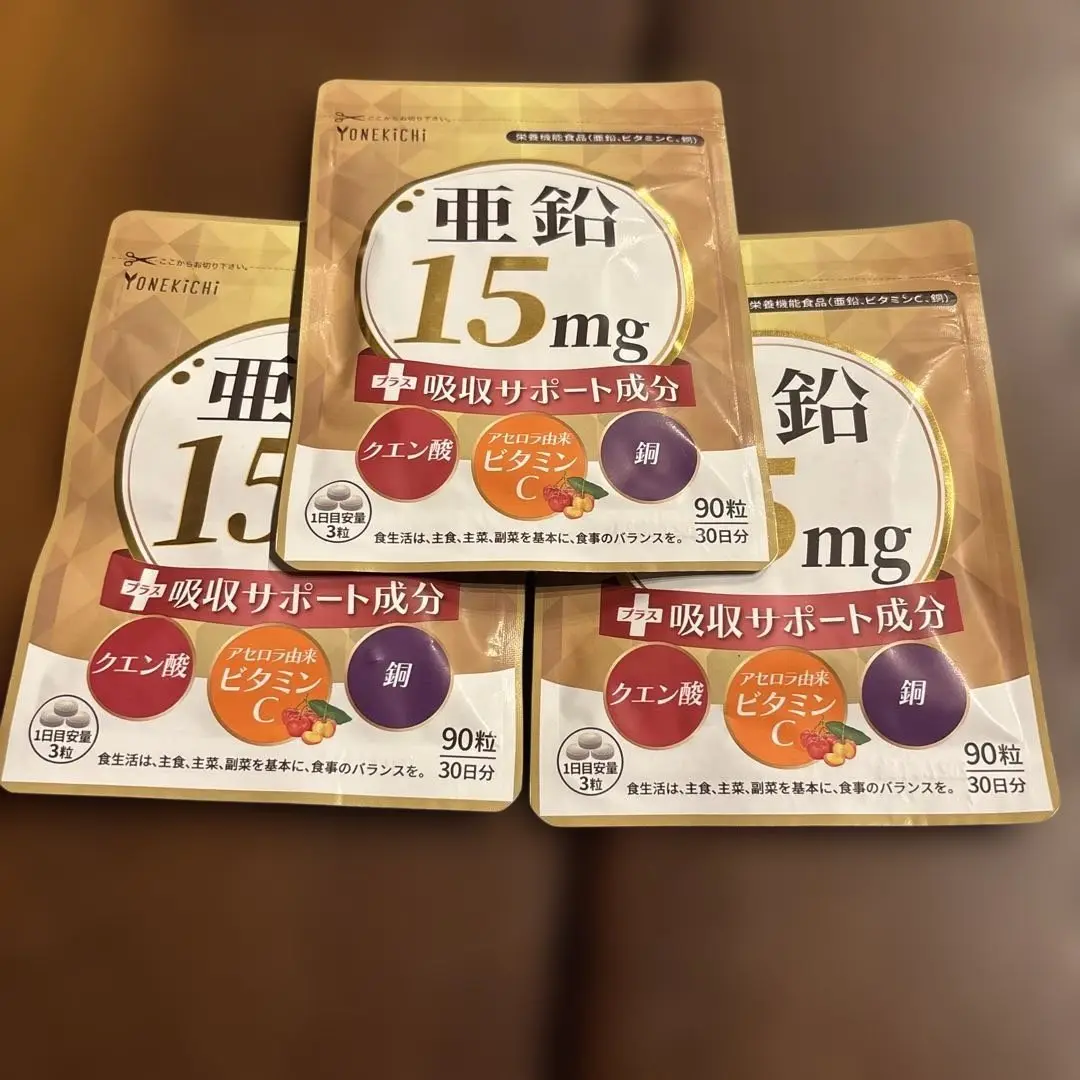 ここからお切り下さい。
YONEKiCHi
栄養機能食品(亜鉛、ビタミンC、銅)
亜鉛
15mg
プラス 吸収サポート成分
クエン酸
アセロラ由来
ビタミン
C
銅
1日目安量
3粒
90粒
30日分
食生活は、主食、主菜、副菜を基本に、食事のバランスを。
ここからお切り下さい。
YONEKiCHi
亜
15
プラス 吸収サポート成分
クエン酸
アセロラ由来
ビタミン
C
銅
1日目安量
3粒
90粒
30日分
食生活は、主食、主菜、副菜を基本に、食事のバランスを。
栄養機能食品(亜鉛、ビタミンC、銅)
鉛
5mg
プラス 吸収サポート成分
クエン酸
アセロラ由来
ビタミン
C
銅
1日目安量
3粒
90粒
30日分
食生活は、主食、主菜、副菜を基本に、食事のバランスを。